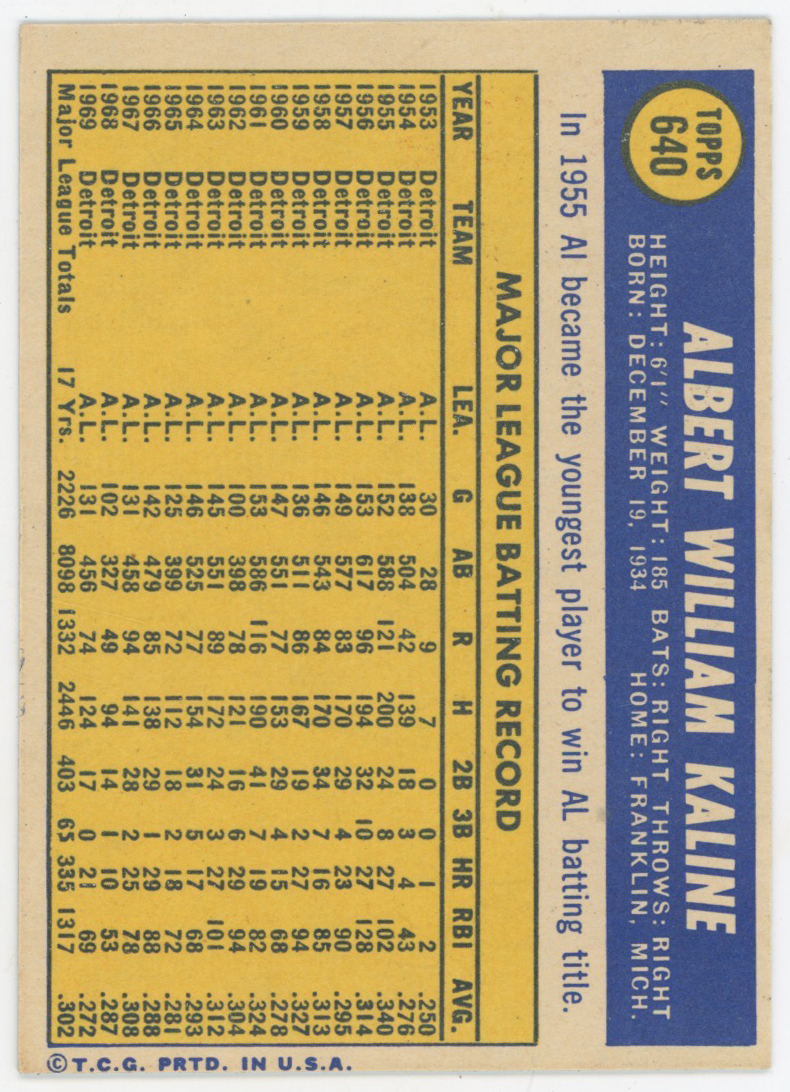 TOPPS
640
ALBERT WILLIAM KALINE
HEIGHT: 6'1" WEIGHT: 185 BATS: RIGHT THROWS: RIGHT
BORN: DECEMBER 19, 1934 HOME: FRANKLIN, MICH.
In 1955 Al became the youngest player to win AL batting title.
MAJOR LEAGUE BATTING RECORD
YEAR TEAM LEA. G AB R H 2B 3B HR RBI AVG.
1953 Detroit A.L. 30 28 9 7 0 0 1 2 .250
1954 Detroit A.L. 138 504 42 139 18 3 4 43 .276
1955 Detroit A.L. 152 588 121 200 24 8 27 102 .340
1956 Detroit A.L. 153 617 96 194 32 10 27 128 .314
1957 Detroit A.L. 149 577 83 170 29 4 23 90 .295
1958 Detroit A.L. 146 543 84 170 34 7 16 85 .313
1959 Detroit A.L. 136 511 86 167 19 2 27 94 .327
1960 Detroit A.L. 147 551 77 153 29 4 15 68 .278
1961 Detroit A.L. 153 586 116 190 41 7 19 82 .324
1962 Detroit A.L. 100 398 78 121 16 6 29 94 .304
1963 Detroit A.L. 145 551 89 172 24 3 27 101 .312
1964 Detroit A.L. 146 525 77 154 31 5 17 68 .293
1965 Detroit A.L. 125 399 72 112 18 2 18 72 .281
1966 Detroit A.L. 142 479 85 138 29 1 29 88 .288
1967 Detroit A.L. 131 458 94 141 28 2 25 78 .308
1968 Detroit A.L. 102 327 49 94 14 1 10 53 .287
1969 Detroit A.L. 131 456 74 124 17 0 21 69 .272
Major League Totals 17 Yrs. 2226 8098 1332 2446 403 65 335 1317 .302
© T.C.G. PRTD. IN U.S.A.